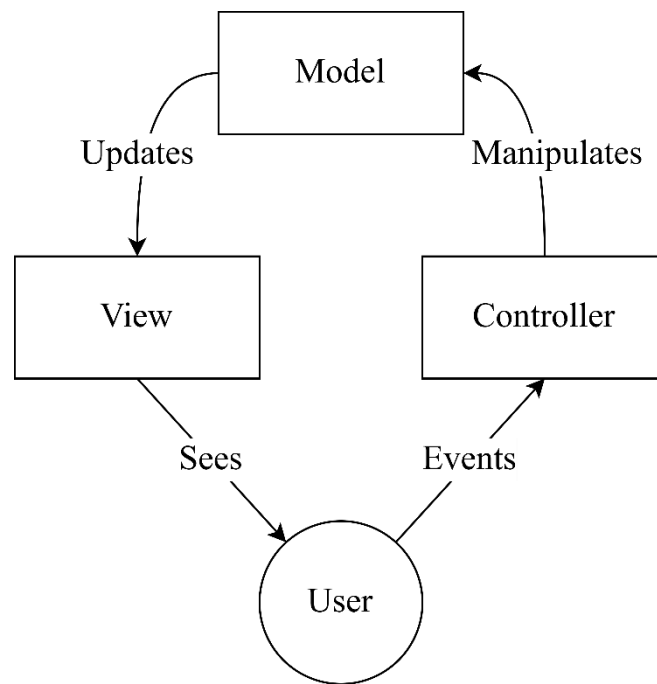 Model
Updates
Manipulates
View
Controller
Sees
Events
User